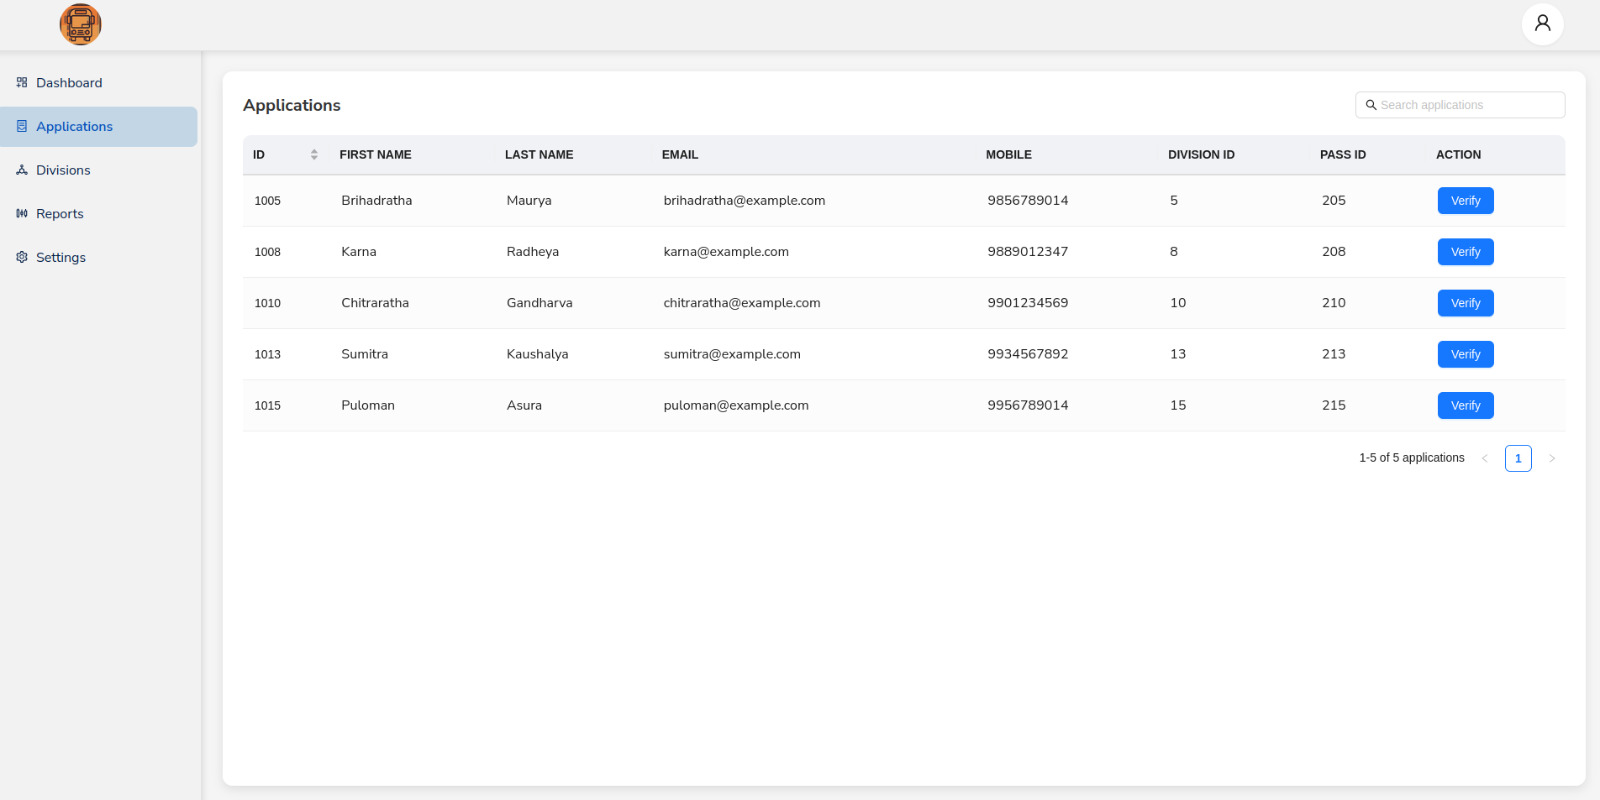 Dashboard
Applications
Divisions
Reports
Settings
Applications
Search applications
ID FIRST NAME LAST NAME EMAIL MOBILE DIVISION ID PASS ID ACTION
1005 Brihadratha Maurya brihadratha@example.com 9856789014 5 205 Verify
1008 Karna Radheya karna@example.com 9889012347 8 208 Verify
1010 Chitraratha Gandharva chitraratha@example.com 9901234569 10 210 Verify
1013 Sumitra Kaushalya sumitra@example.com 9934567892 13 213 Verify
1015 Puloman Asura puloman@example.com 9956789014 15 215 Verify
1-5 of 5 applications 1